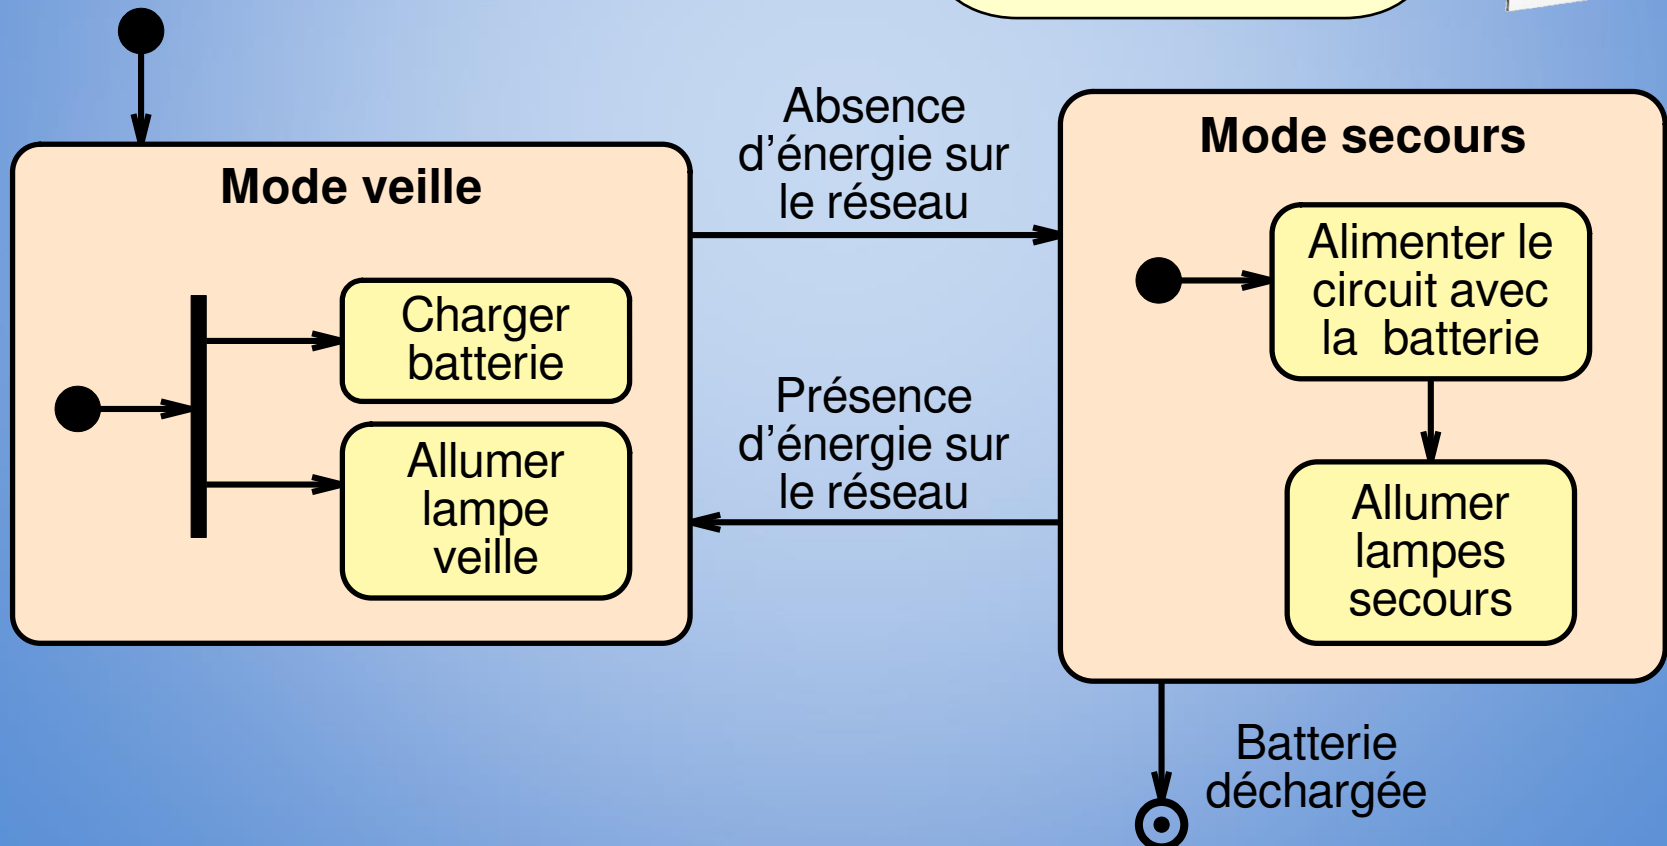 Mode veille
Charger
batterie
Allumer
lampe
veille
Absence
d’énergie sur
le réseau
Présence
d’énergie sur
le réseau
Mode secours
Alimenter le
circuit avec
la batterie
Allumer
lampes
secours
Batterie
déchargée